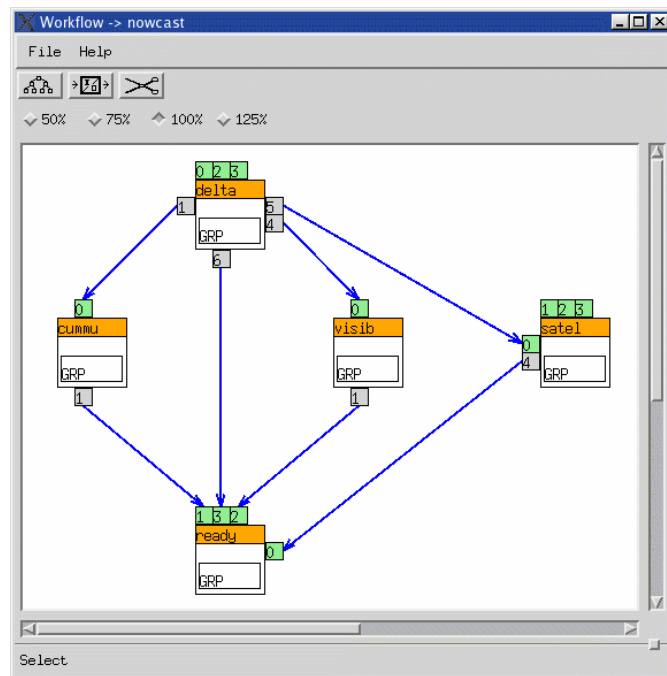 Workflow -> nowcast
File Help
50% 75% 100% 125%
0 2 3
delta
1 5
4
GRP
6
0
cummu
GRP
1
0
visib
GRP
1
1 2 3
satel
0
4
GRP
1 3 2
ready
0
GRP
Select